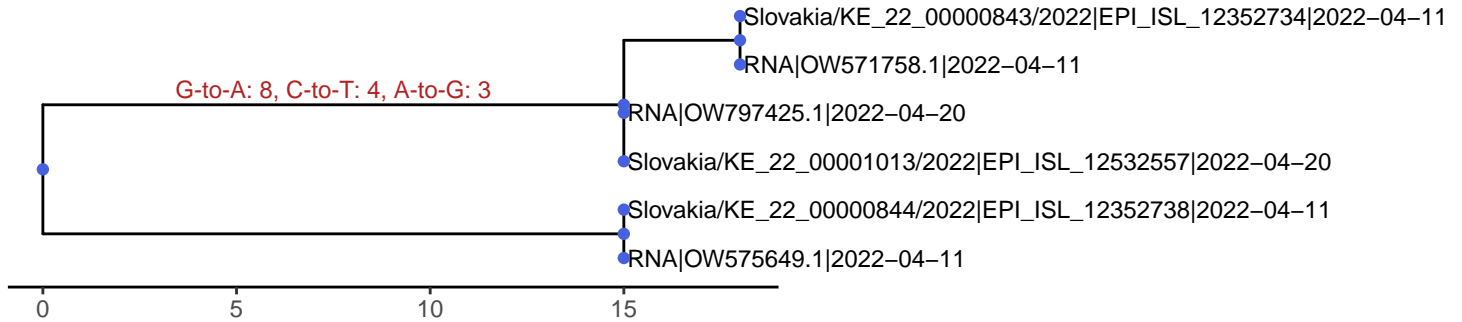 Slovakia/KE_22_00000843/2022|EPI_ISL_12352734|2022−04−11
RNA|OW571758.1|2022−04−11
G-to-A: 8, C-to-T: 4, A-to-G: 3
RNA|OW797425.1|2022−04−20
Slovakia/KE_22_00001013/2022|EPI_ISL_12532557|2022−04−20
Slovakia/KE_22_00000844/2022|EPI_ISL_12352738|2022−04−11
RNA|OW575649.1|2022−04−11
0 5 10 15